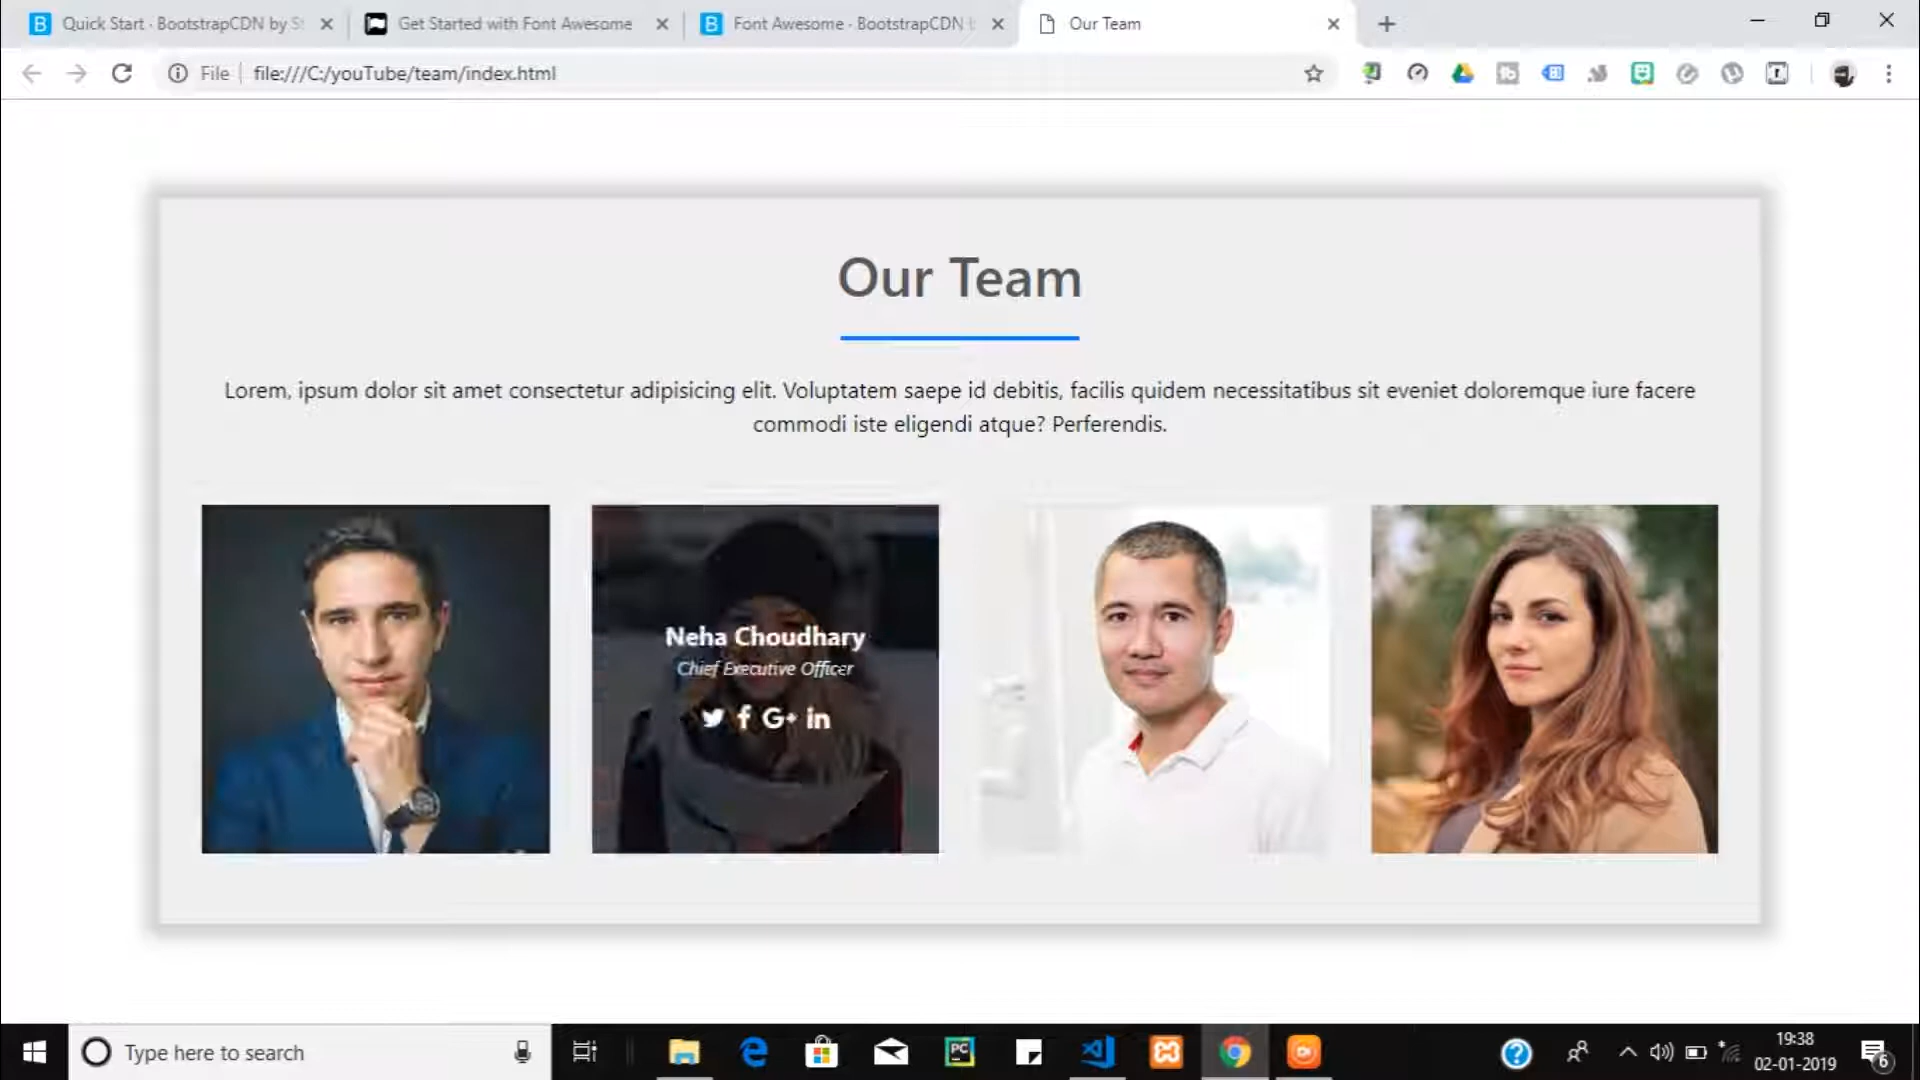 Quick Start · BootstrapCDN by S
Get Started with Font Awesome
Font Awesome · BootstrapCDN
Our Team
File
file:///C:/youTube/team/index.html
Our Team
Lorem, ipsum dolor sit amet consectetur adipisicing elit. Voluptatem saepe id debitis, facilis quidem necessitatibus sit eveniet doloremque iure facere
commodi iste eligendi atque? Perferendis.
Neha Choudhary
Chief Executive Officer
Type here to search
19:38
02-01-2019
6